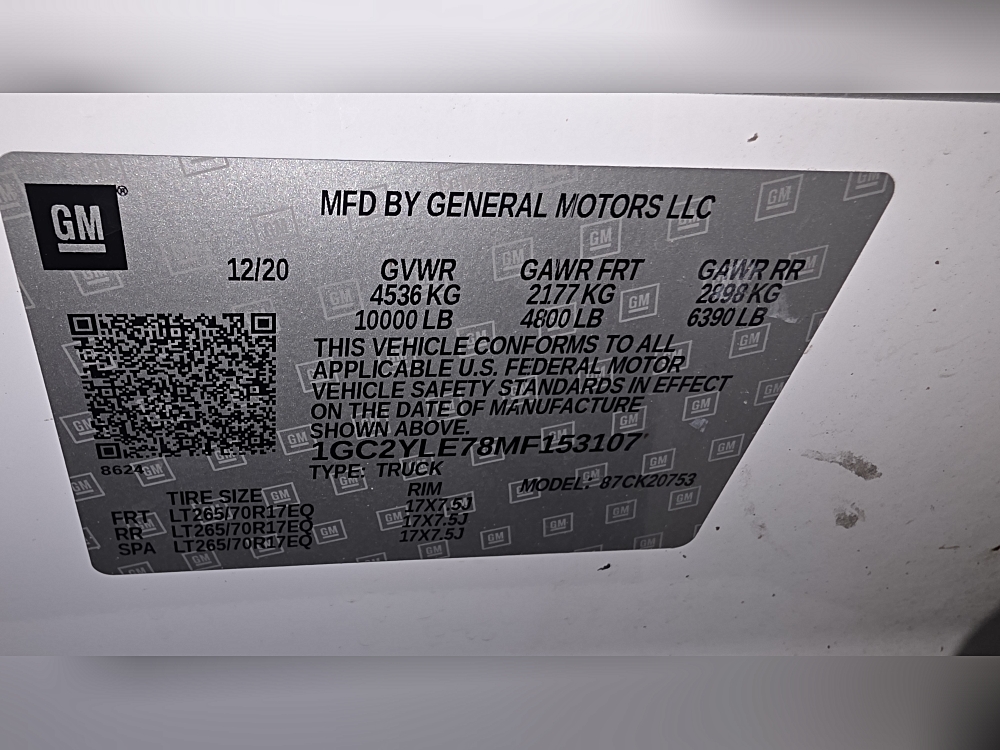 GM®
MFD BY GENERAL MOTORS LLC
12/20 GVWR GAWR FRT GAWR RR
4536 KG 2177 KG 2898 KG
10000 LB 4800 LB 6390 LB
THIS VEHICLE CONFORMS TO ALL
APPLICABLE U.S. FEDERAL MOTOR
VEHICLE SAFETY STANDARDS IN EFFECT
ON THE DATE OF MANUFACTURE
SHOWN ABOVE.
1GC2YLE78MF153107
8624
TYPE: TRUCK MODEL: 87CK20753
TIRE SIZE RIM
FRT LT265/70R17EQ 17X7.5J
RR LT265/70R17EQ 17X7.5J
SPA LT265/70R17EQ 17X7.5J